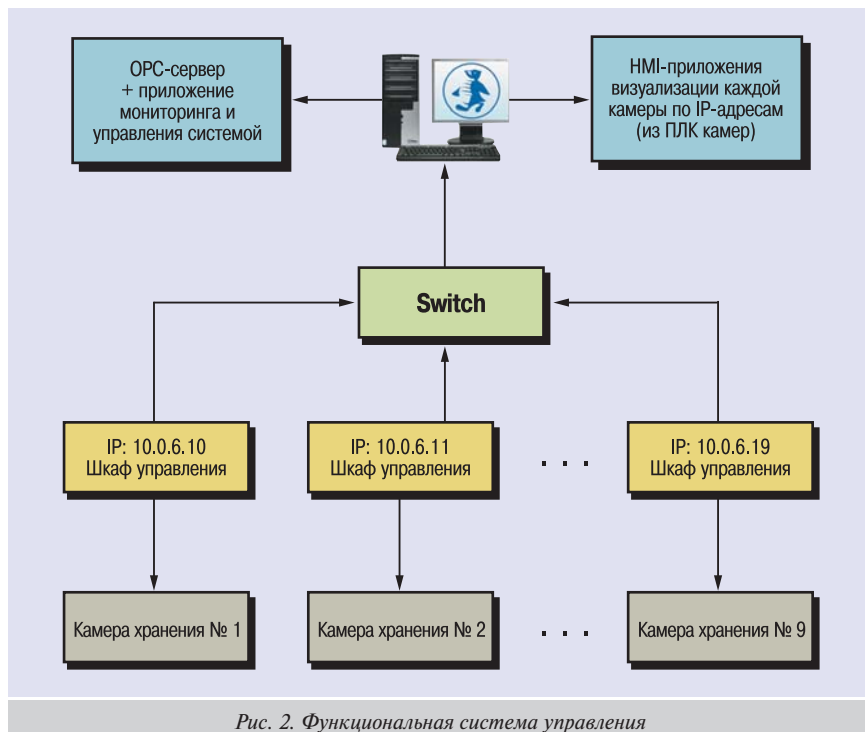 ОРС-сервер
+ приложение
мониторинга и
управления системой
HMI-приложения
визуализации каждой
камеры по IP-адресам
(из ПЛК камер)
Switch
IP: 10.0.6.10
Шкаф управления
IP: 10.0.6.11
Шкаф управления
. . .
IP: 10.0.6.19
Шкаф управления
Камера хранения № 1
Камера хранения № 2
. . .
Камера хранения № 9
Рис. 2. Функциональная система управления